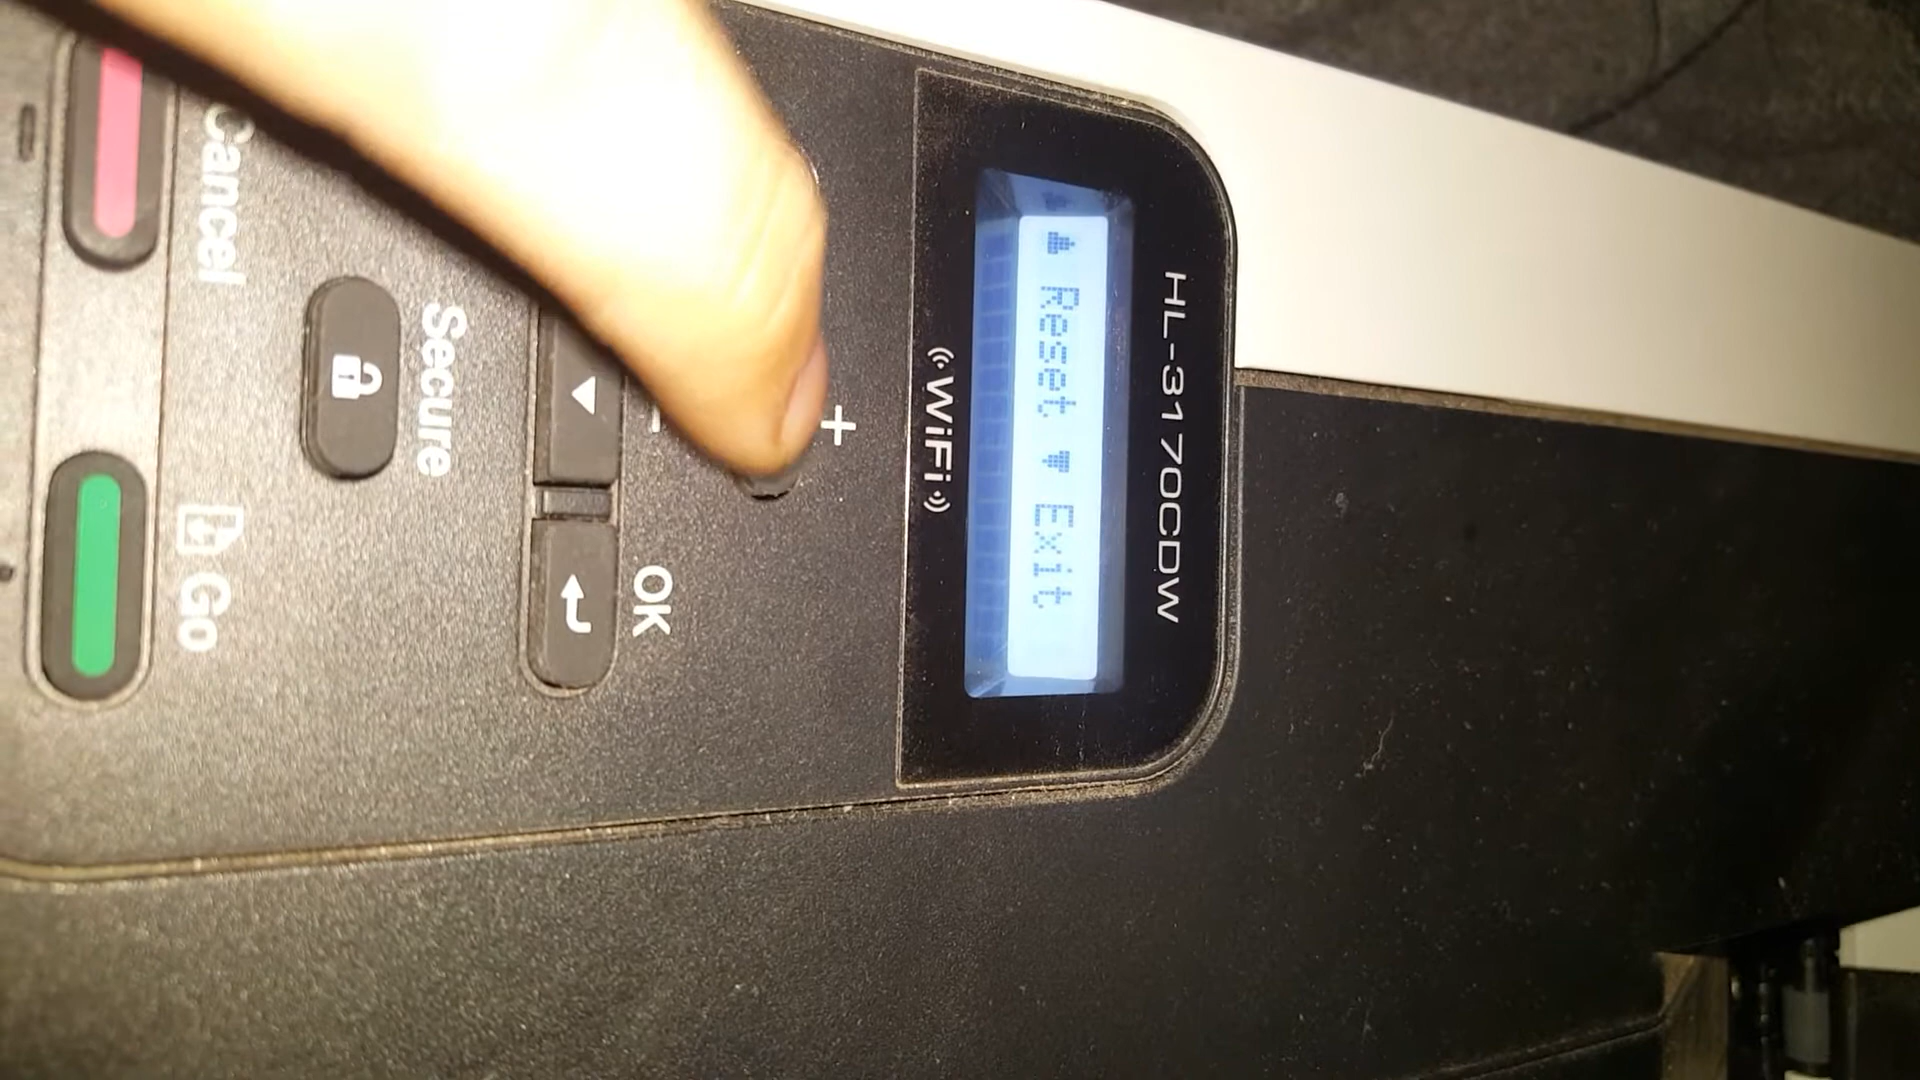 HL-3170CDW
▲ Reset ▼ Exit
WiFi
+
-
OK
Secure
Cancel
Go